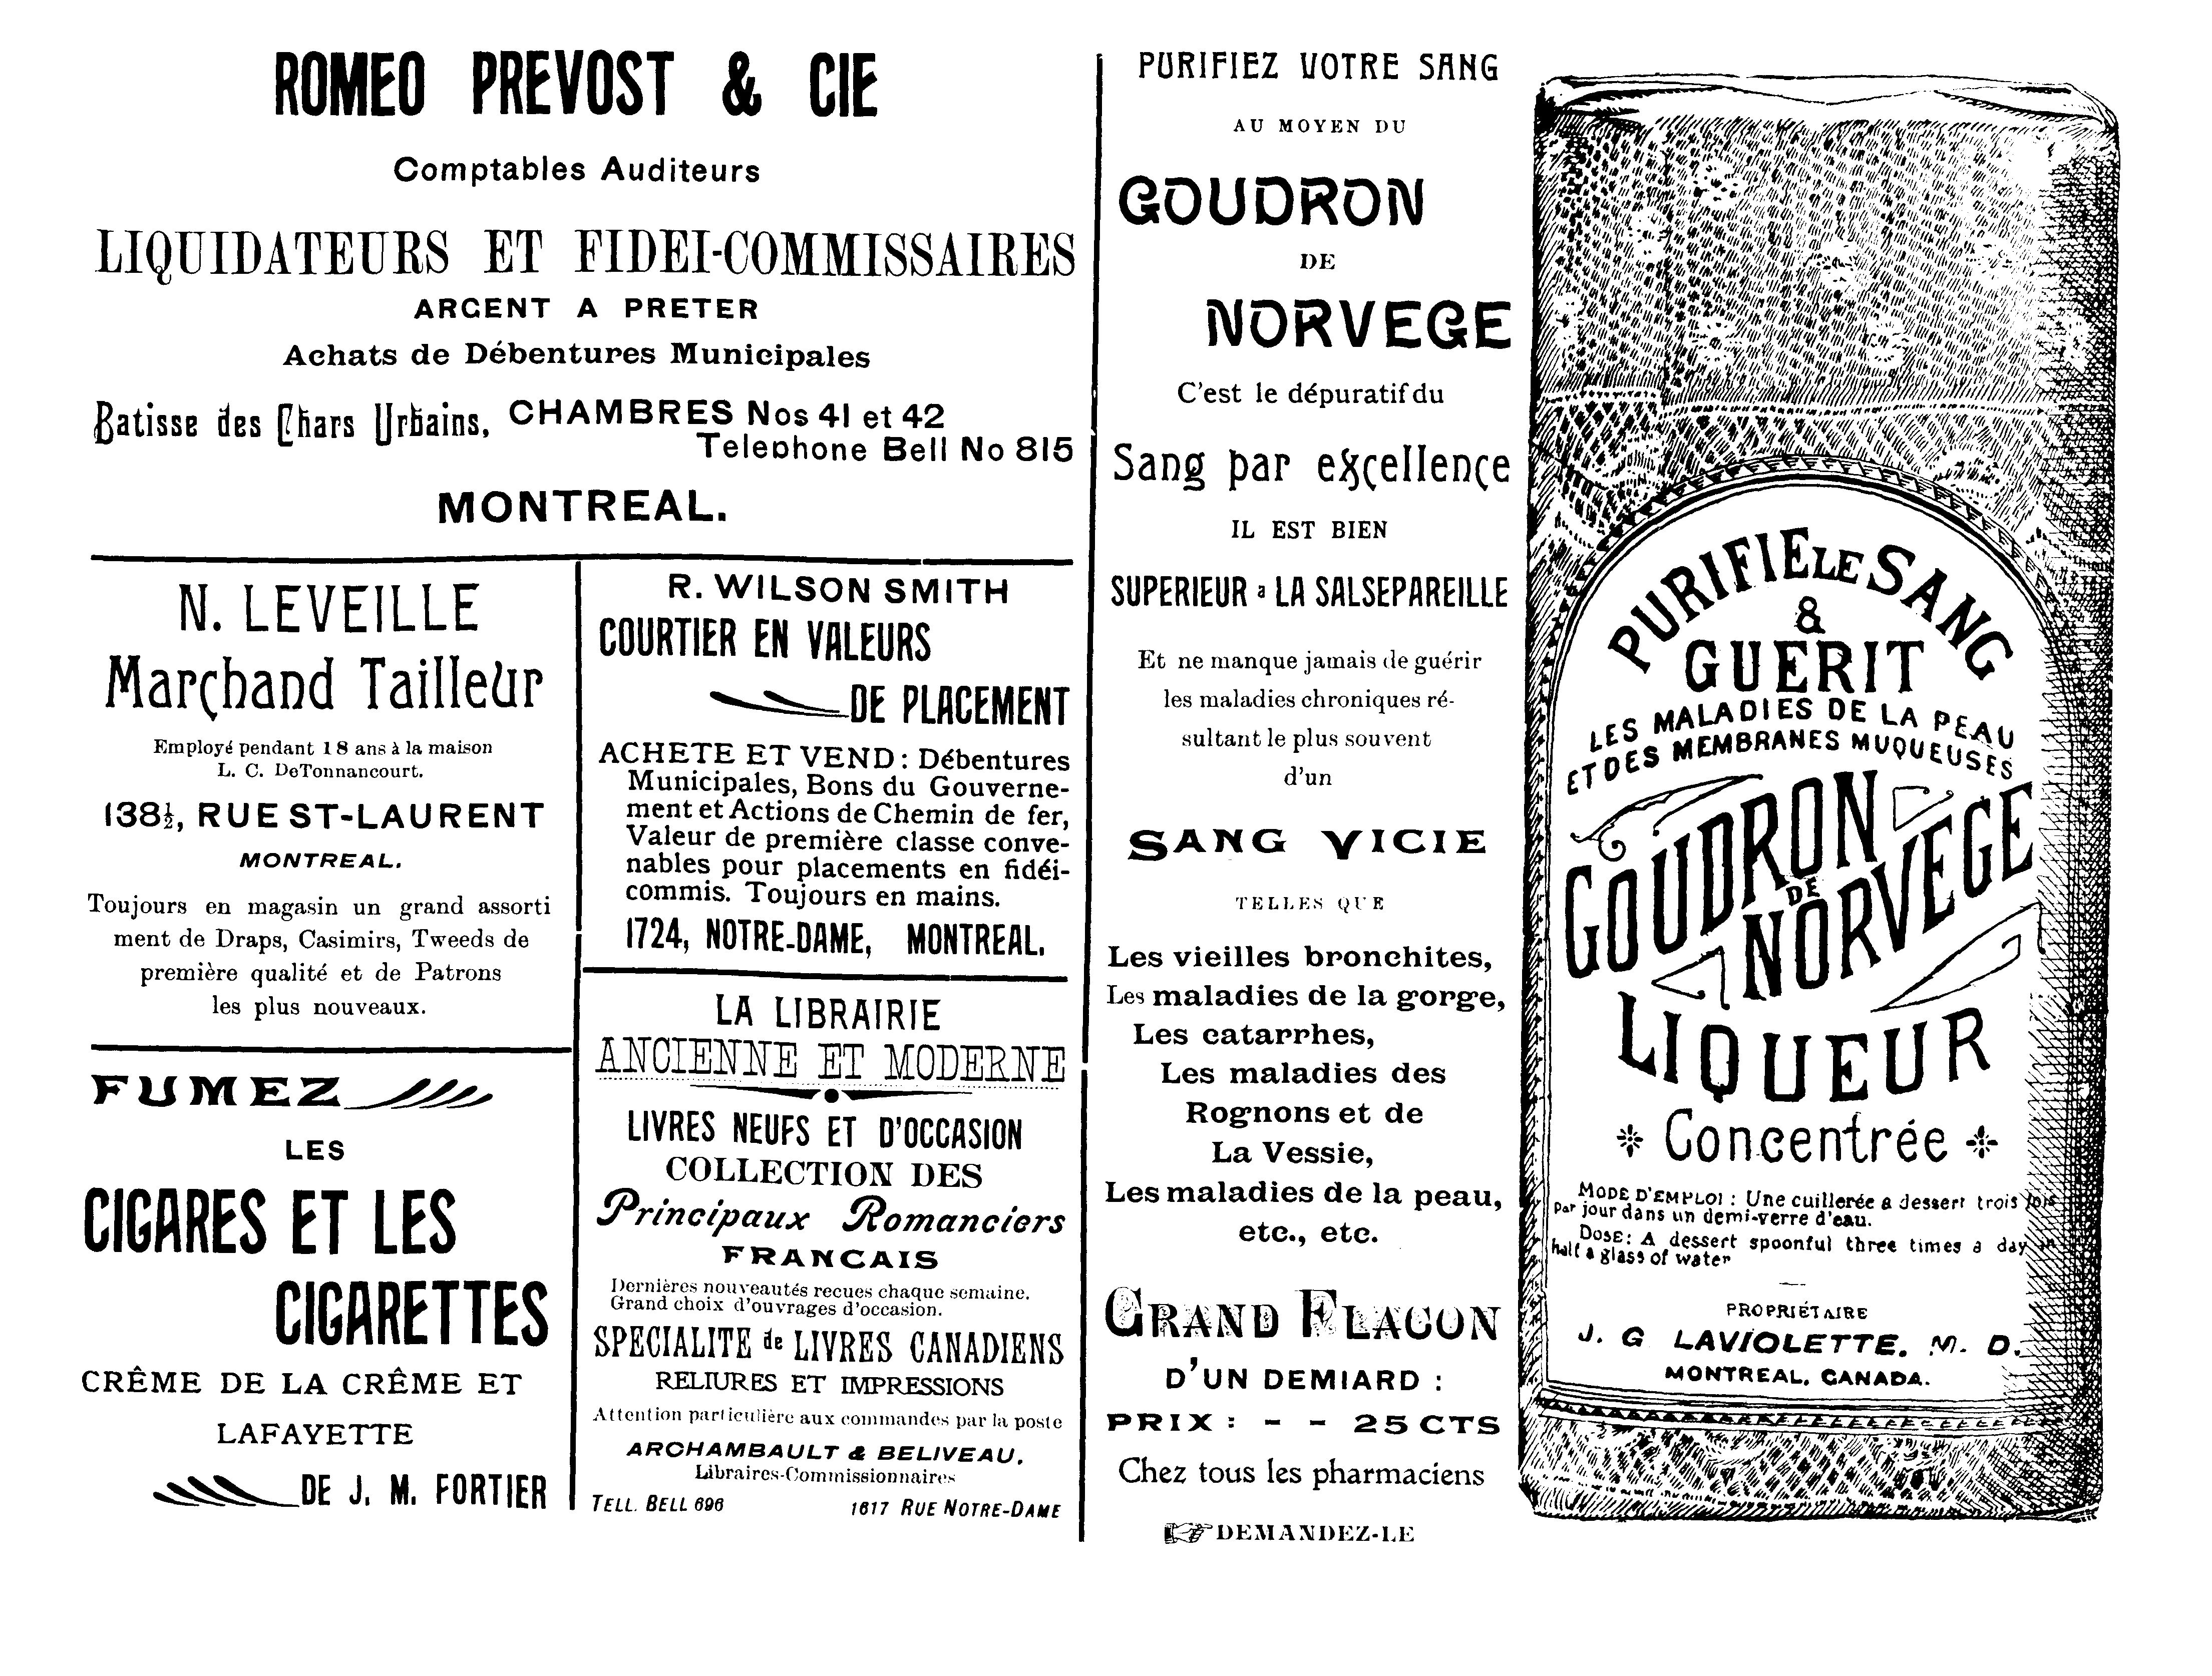 ROMEO PREVOST & CIE
Comptables Auditeurs
LIQUIDATEURS ET FIDEI-COMMISSAIRES
ARGENT A PRETER
Achats de Débentures Municipales
Batisse des Chars Urbains, CHAMBRES Nos 41 et 42
Telephone Bell No 815
MONTREAL.
N. LEVEILLE
Marchand Tailleur
Employé pendant 18 ans à la maison
L. C. DeTonnancourt.
138½, RUE ST-LAURENT
MONTREAL.
Toujours en magasin un grand assorti
ment de Draps, Casimirs, Tweeds de
première qualité et de Patrons
les plus nouveaux.
FUMEZ
LES
CIGARES ET LES
CIGARETTES
CRÊME DE LA CRÊME ET
LAFAYETTE
DE J. M. FORTIER
R. WILSON SMITH
COURTIER EN VALEURS
DE PLACEMENT
ACHETE ET VEND: Débentures
Municipales, Bons du Gouverne-
ment et Actions de Chemin de fer,
Valeur de première classe conve-
nables pour placements en fidéi-
commis. Toujours en mains.
1724, NOTRE-DAME, MONTREAL.
LA LIBRAIRIE
ANCIENNE ET MODERNE
LIVRES NEUFS ET D'OCCASION
COLLECTION DES
Principaux Romanciers
FRANCAIS
Dernières nouveautés recues chaque semaine.
Grand choix d'ouvrages d'occasion.
SPECIALITE de LIVRES CANADIENS
RELIURES ET IMPRESSIONS
Attention particulière aux commandes par la poste
ARCHAMBAULT & BELIVEAU.
Libraires-Commissionnaires
TELL. BELL 696 1617 RUE NOTRE-DAME
PURIFIEZ VOTRE SANG
AU MOYEN DU
GOUDRON
DE
NORVEGE
C'est le dépuratif du
Sang par excellence
IL EST BIEN
SUPERIEUR a LA SALSEPAREILLE
Et ne manque jamais de guérir
les maladies chroniques ré-
sultant le plus souvent
d'un
SANG VICIE
TELLES QUE
Les vieilles bronchites,
Les maladies de la gorge,
Les catarrhes,
Les maladies des
Rognons et de
La Vessie,
Les maladies de la peau,
etc., etc.
GRAND FLACON
D'UN DEMIARD :
PRIX : - - 25 CTS
Chez tous les pharmaciens
DEMANDEZ-LE
PURIFIE LE SANG
&
GUERIT
LES MALADIES DE LA PEAU
ET DES MEMBRANES MUQUEUSES
GOUDRON
DE
NORVEGE
LIQUEUR
Concentrée
MODE D'EMPLOI : Une cuillerée a dessert trois fois
par jour dans un demi-verre d'eau.
DOSE: A dessert spoonful three times a day in
half a glass of water
PROPRIÉTAIRE
J. G LAVIOLETTE. M. D.
MONTREAL, CANADA.